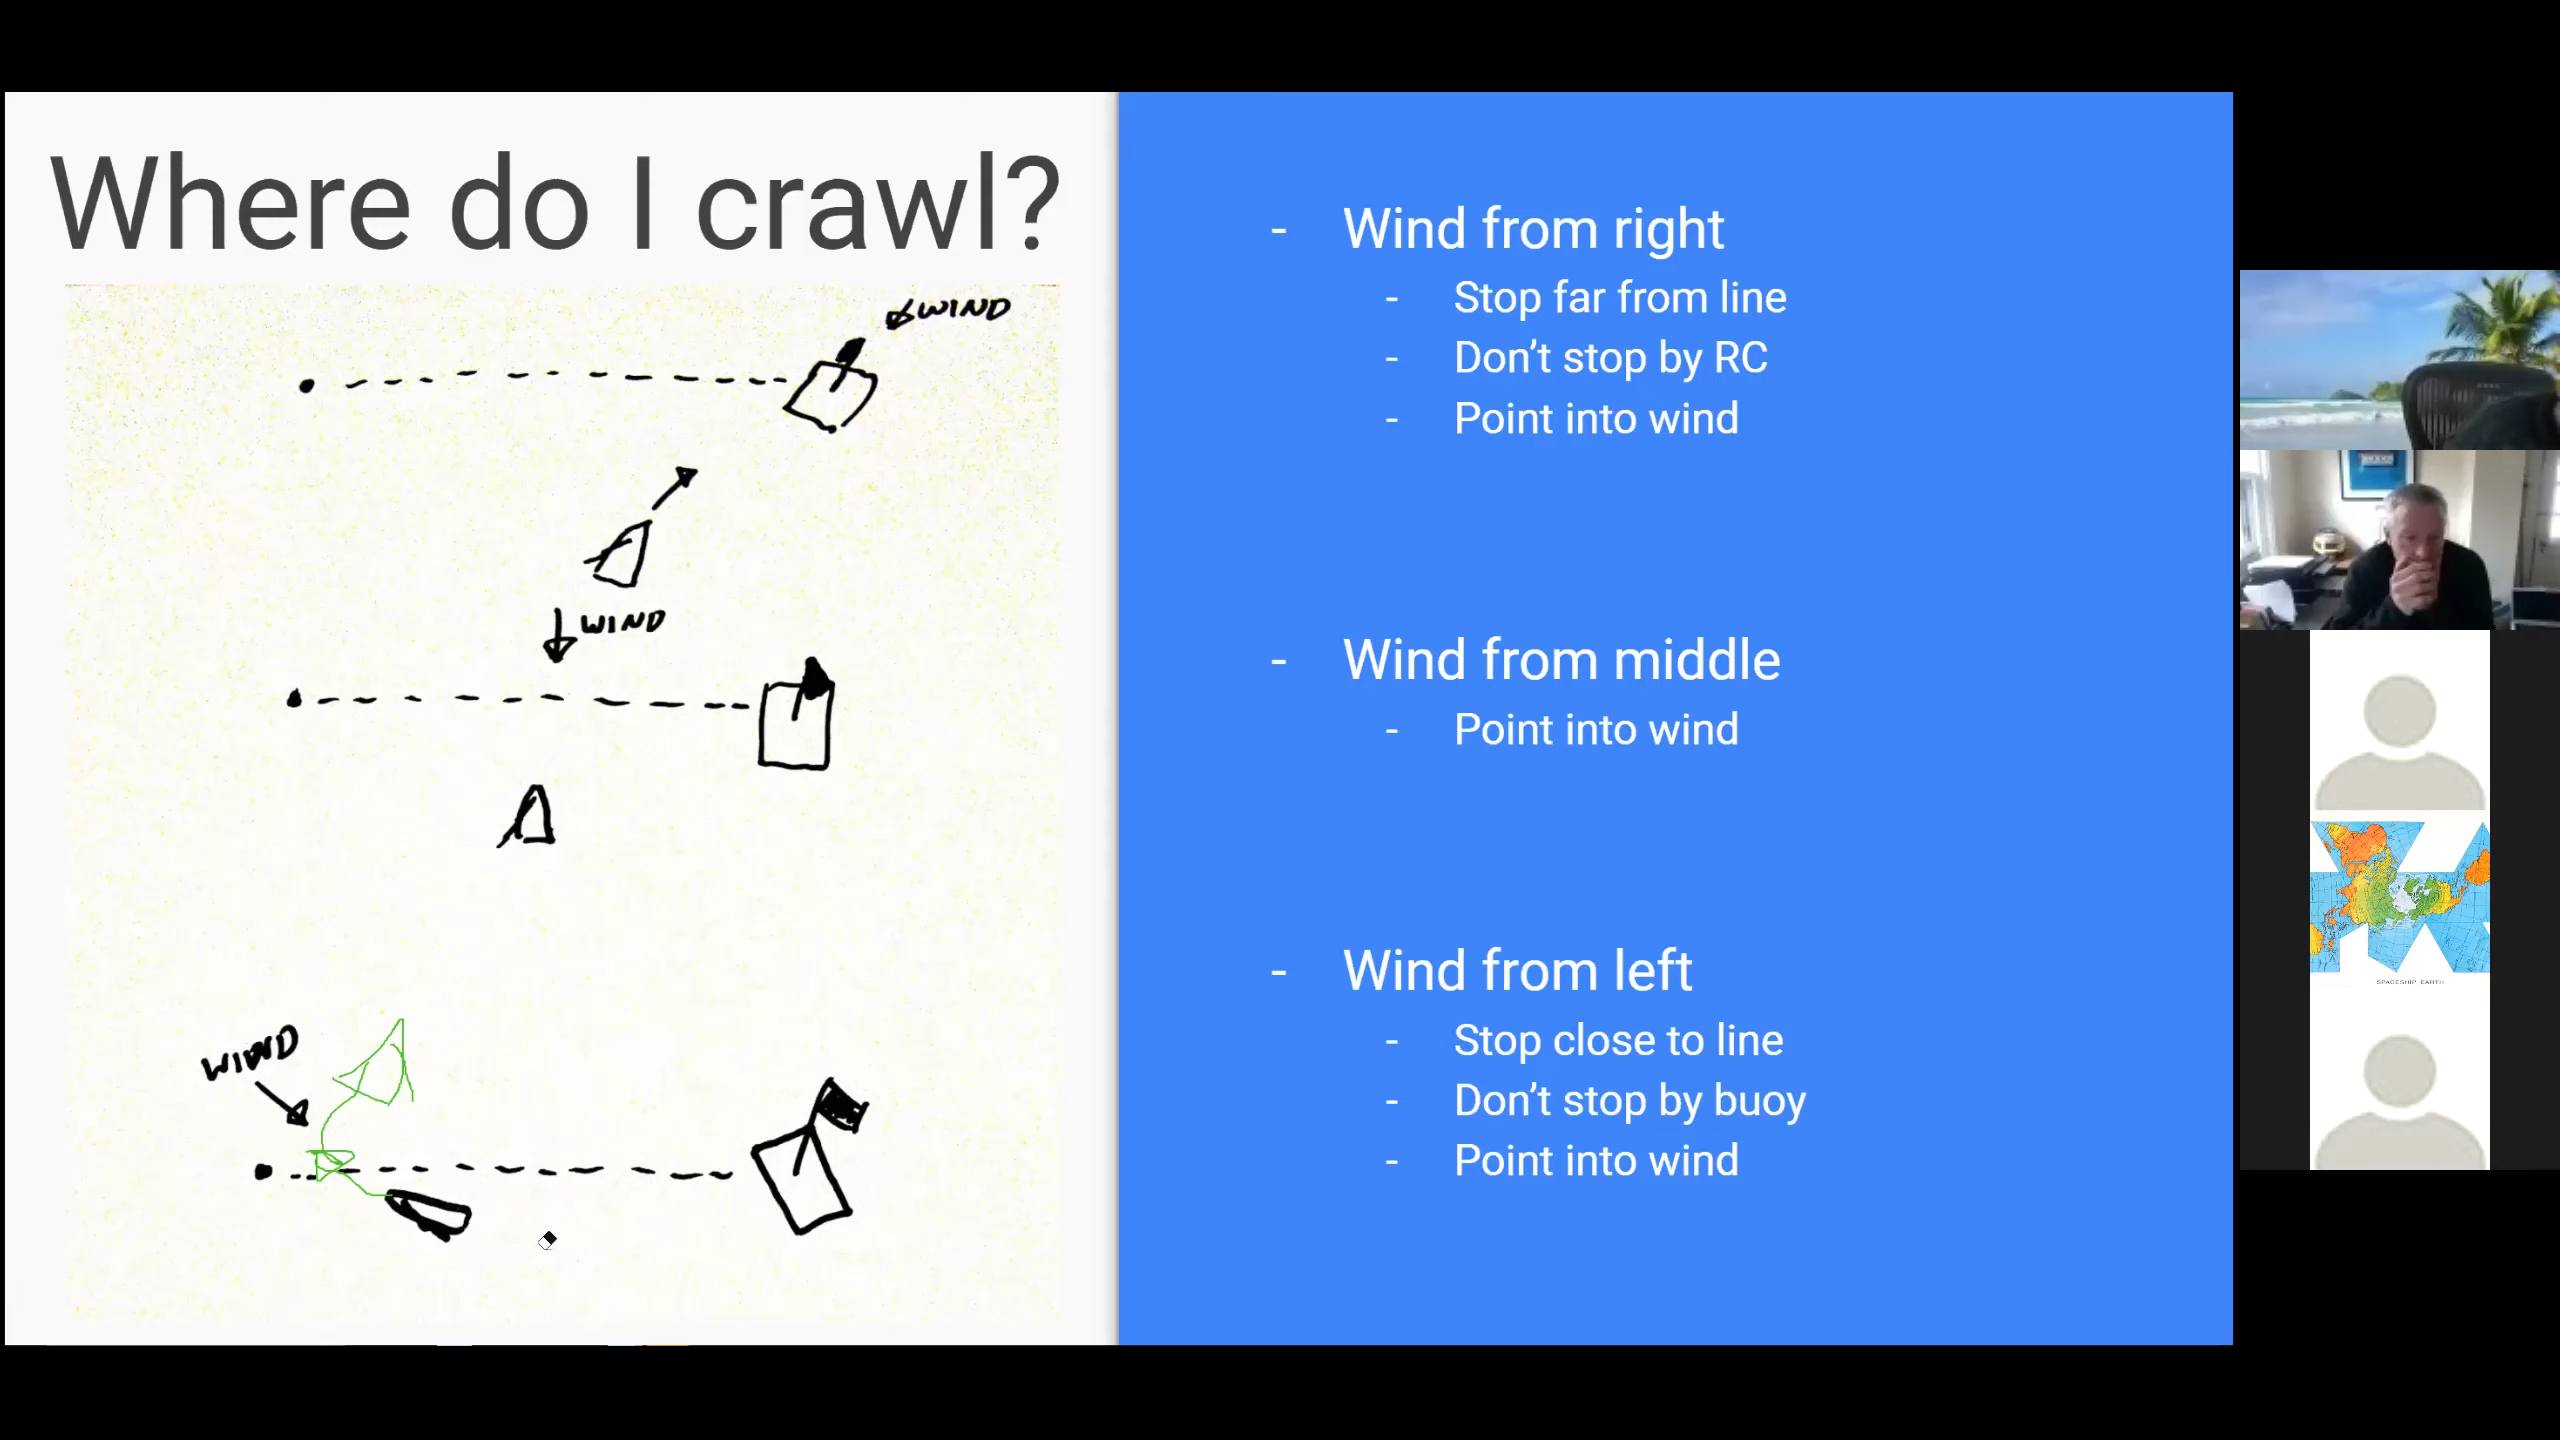 Where do I crawl?
WIND
WIND
WIND
- Wind from right
- Stop far from line
- Don't stop by RC
- Point into wind
- Wind from middle
- Point into wind
- Wind from left
- Stop close to line
- Don't stop by buoy
- Point into wind
SPACESHIP EARTH